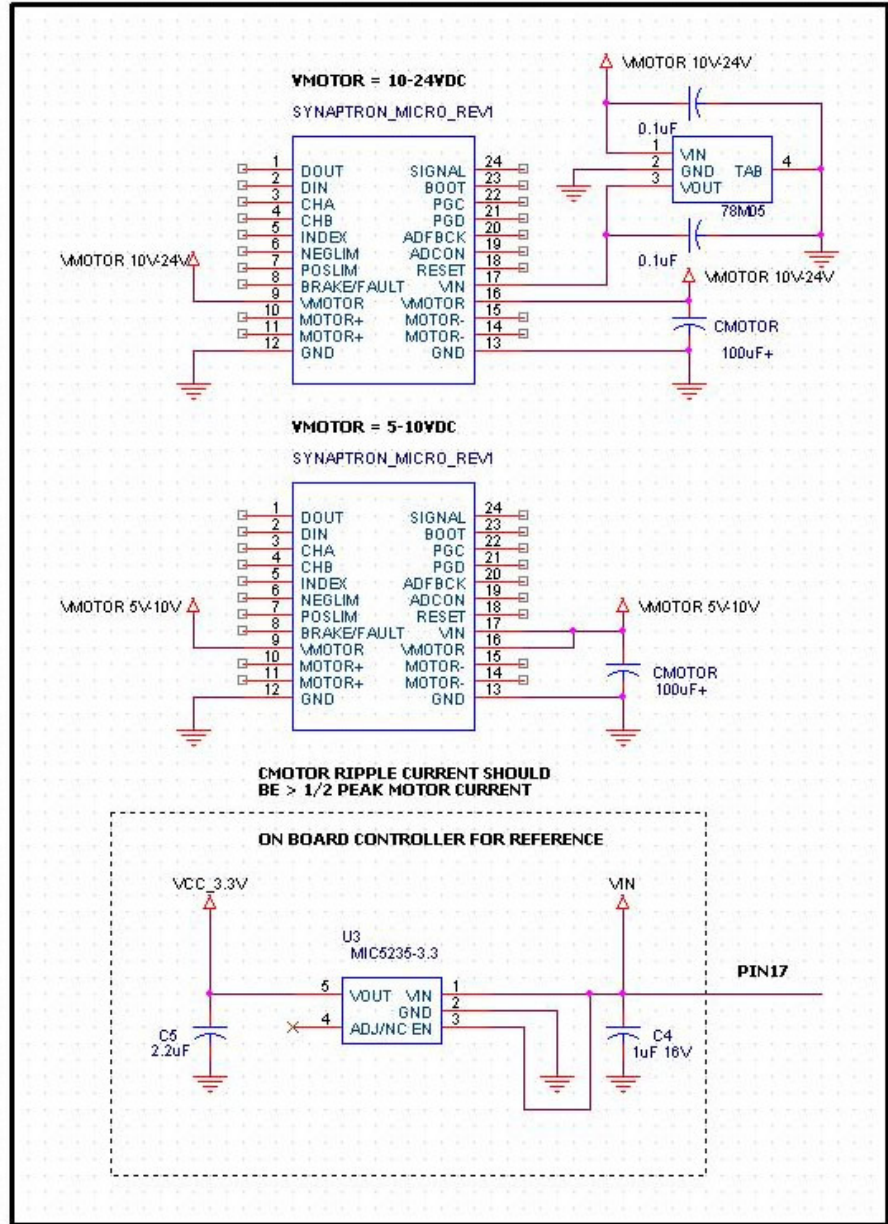 VMOTOR = 10-24VDC
SYNAPTRON_MICRO_REV1
1 DOUT SIGNAL 24
2 DIN BOOT 23
3 CHA PGC 22
4 CHB PGD 21
5 INDEX ADFBCK 20
6 NEGLIM ADCON 19
7 POSLIM RESET 18
8 BRAKE/FAULT VIN 17
9 VMOTOR VMOTOR 16
10 MOTOR+ MOTOR- 15
11 MOTOR+ MOTOR- 14
12 GND GND 13
VMOTOR 10V-24V
VMOTOR 10V-24V
0.1uF
1 VIN
2 GND TAB 4
3 VOUT
78M05
0.1uF
VMOTOR 10V-24V
CMOTOR
100uF+
VMOTOR = 5-10VDC
SYNAPTRON_MICRO_REV1
1 DOUT SIGNAL 24
2 DIN BOOT 23
3 CHA PGC 22
4 CHB PGD 21
5 INDEX ADFBCK 20
6 NEGLIM ADCON 19
7 POSLIM RESET 18
8 BRAKE/FAULT VIN 17
9 VMOTOR VMOTOR 16
10 MOTOR+ MOTOR- 15
11 MOTOR+ MOTOR- 14
12 GND GND 13
VMOTOR 5V-10V
VMOTOR 5V-10V
CMOTOR
100uF+
CMOTOR RIPPLE CURRENT SHOULD
BE > 1/2 PEAK MOTOR CURRENT
ON BOARD CONTROLLER FOR REFERENCE
VCC_3.3V
VIN
U3
MIC5235-3.3
PIN17
5 VOUT VIN 1
GND 2
4 ADJ/NC EN 3
C5
2.2uF
C4
1uF 16V